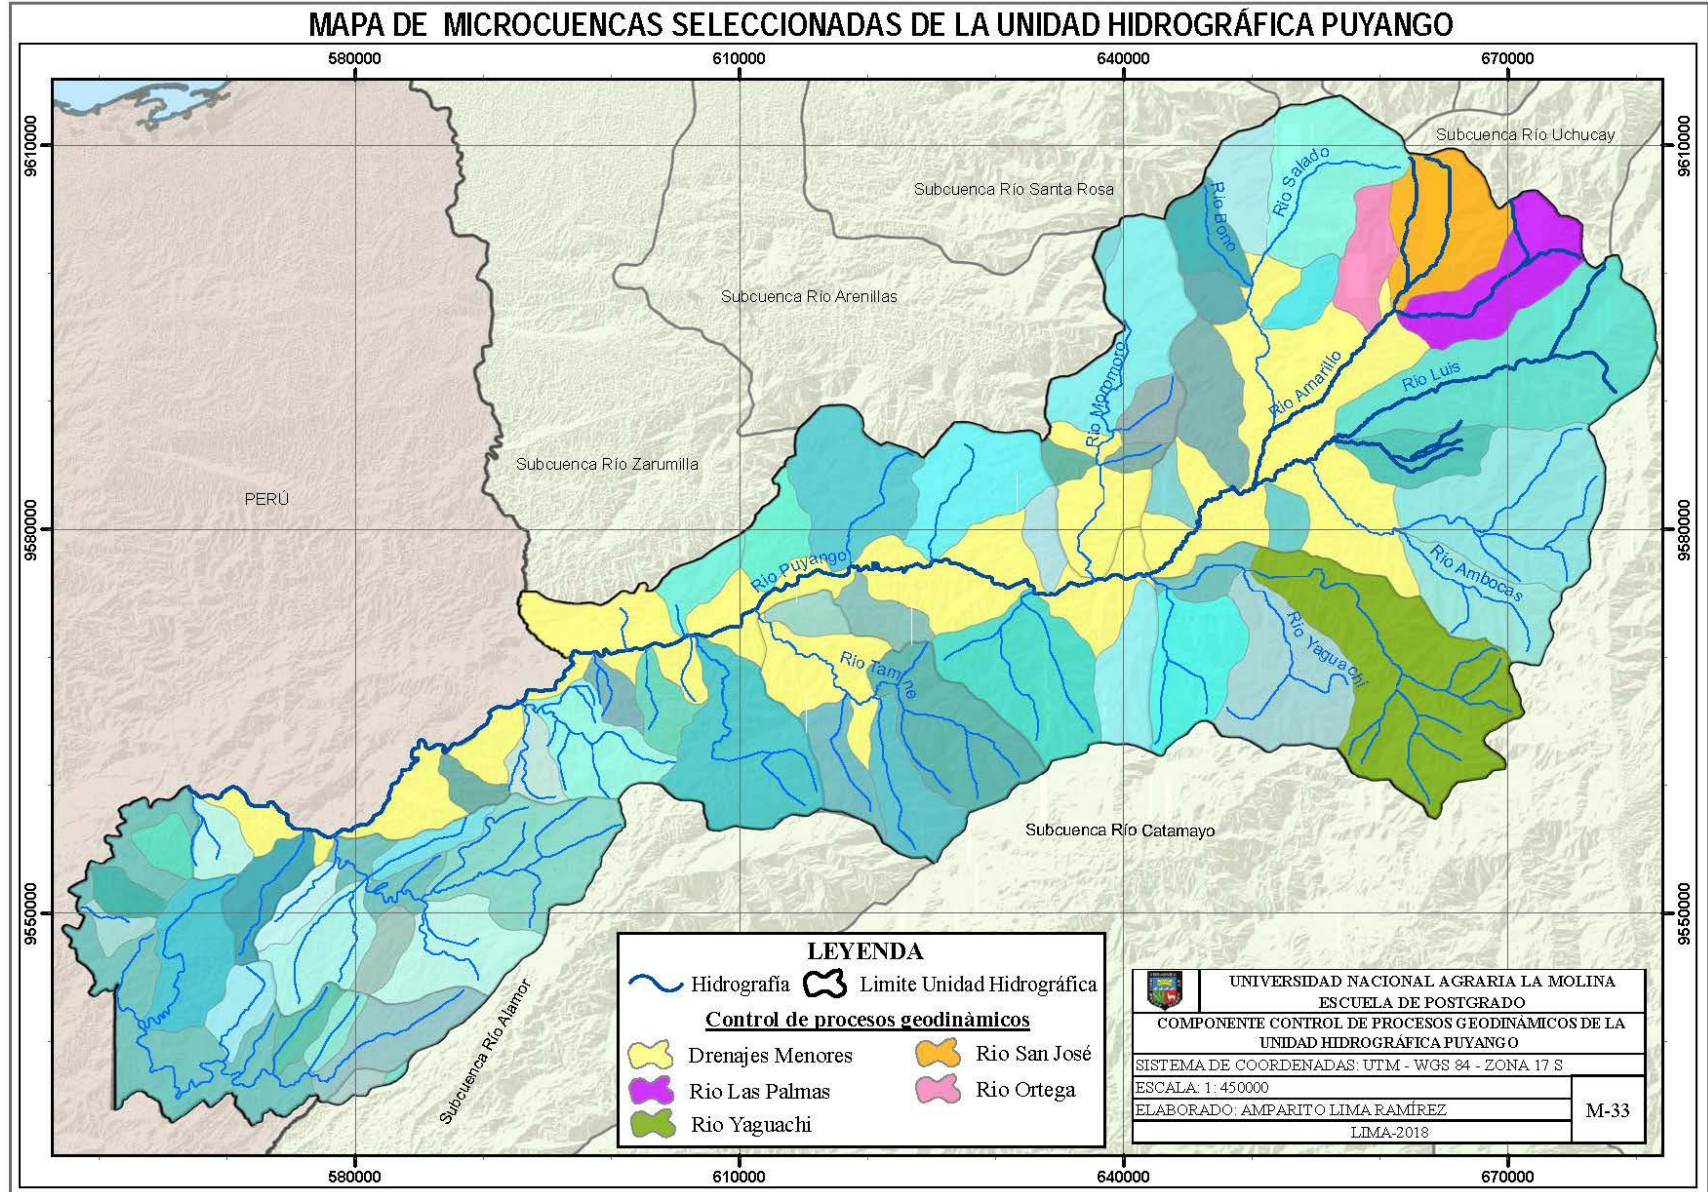 MAPA DE MICROCUENCAS SELECCIONADAS DE LA UNIDAD HIDROGRÁFICA PUYANGO
580000
610000
640000
670000
9610000
9610000
Subcuenca Río Uchucay
Río Salado
Subcuenca Río Santa Rosa
Río Bono
Subcuenca Río Arenillas
Río Moromoro
Río Amarillo
Río Luis
Subcuenca Río Zarumilla
PERÚ
9580000
9580000
Río Puyango
Río Ambocas
Río Yaguachi
Río Tamine
Subcuenca Río Catamayo
9550000
9550000
Subcuenca Río Alamor
LEYENDA
Hidrografía
Limite Unidad Hidrográfica
Control de procesos geodinàmicos
Drenajes Menores
Rio San José
Rio Las Palmas
Rio Ortega
Rio Yaguachi
UNIVERSIDAD NACIONAL AGRARIA LA MOLINA
ESCUELA DE POSTGRADO
COMPONENTE CONTROL DE PROCESOS GEODINÀMICOS DE LA
UNIDAD HIDROGRÁFICA PUYANGO
SISTEMA DE COORDENADAS: UTM - WGS 84 - ZONA 17 S
ESCALA: 1: 450000
ELABORADO: AMPARITO LIMA RAMÍREZ
M-33
LIMA-2018
580000
610000
640000
670000